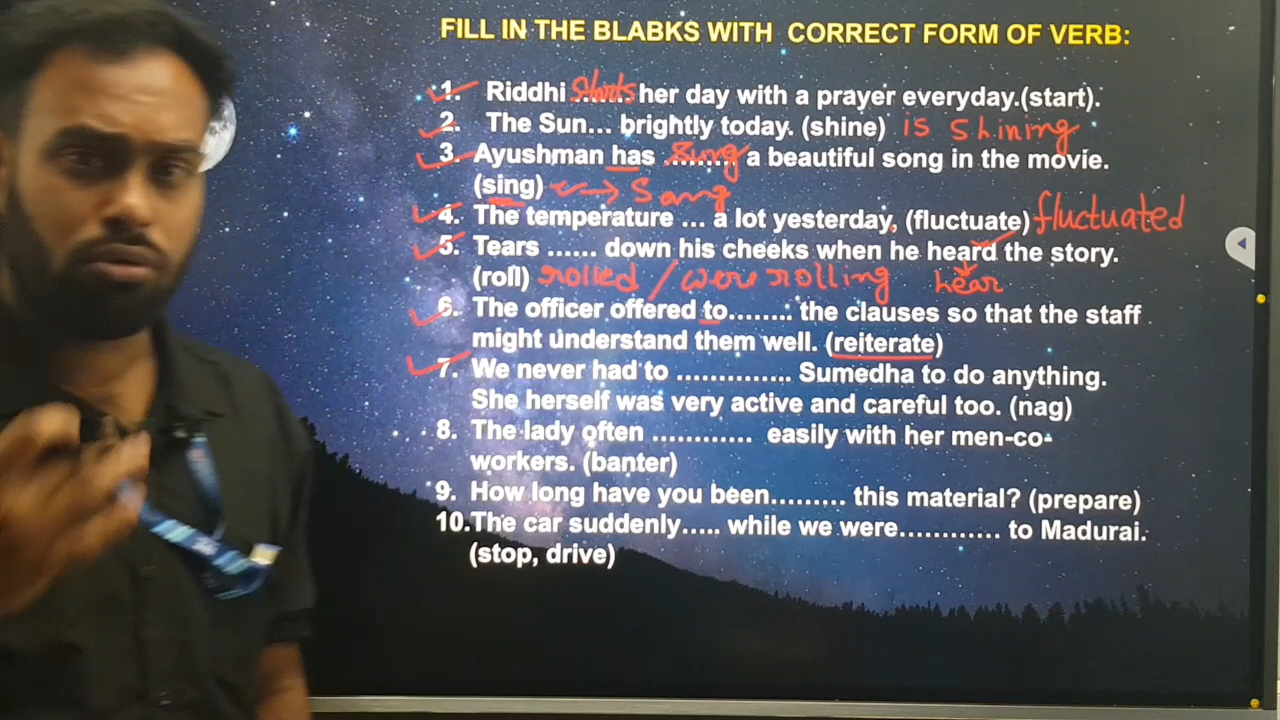 FILL IN THE BLABKS WITH CORRECT FORM OF VERB:
1. Riddhi starts her day with a prayer everyday.(start).
2. The Sun... brightly today. (shine) is shining
3. Ayushman has sung a beautiful song in the movie.
(sing) ↔ Sang
4. The temperature ... a lot yesterday, (fluctuate) fluctuated
5. Tears ...... down his cheeks when he heard the story.
(roll) rolled / were rolling hear
6. The officer offered to........ the clauses so that the staff
might understand them well. (reiterate)
7. We never had to .............. Sumedha to do anything.
She herself was very active and careful too. (nag)
8. The lady often ............ easily with her men-co-
workers. (banter)
9. How long have you been......... this material? (prepare)
10.The car suddenly..... while we were............ to Madurai.
(stop, drive)